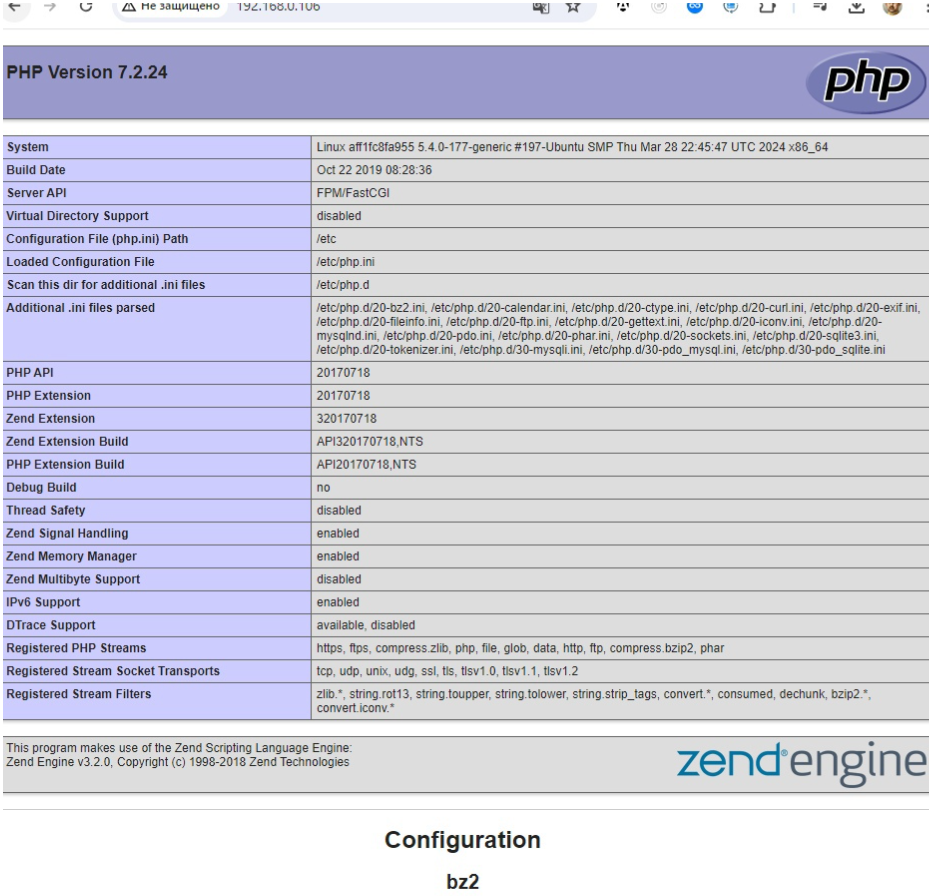 Не защищено 192.168.0.106
PHP Version 7.2.24
php
System Linux aff1fc8fa955 5.4.0-177-generic #197-Ubuntu SMP Thu Mar 28 22:45:47 UTC 2024 x86_64
Build Date Oct 22 2019 08:28:36
Server API FPM/FastCGI
Virtual Directory Support disabled
Configuration File (php.ini) Path /etc
Loaded Configuration File /etc/php.ini
Scan this dir for additional .ini files /etc/php.d
Additional .ini files parsed /etc/php.d/20-bz2.ini, /etc/php.d/20-calendar.ini, /etc/php.d/20-ctype.ini, /etc/php.d/20-curl.ini, /etc/php.d/20-exif.ini,
/etc/php.d/20-fileinfo.ini, /etc/php.d/20-ftp.ini, /etc/php.d/20-gettext.ini, /etc/php.d/20-iconv.ini, /etc/php.d/20-
mysqlnd.ini, /etc/php.d/20-pdo.ini, /etc/php.d/20-phar.ini, /etc/php.d/20-sockets.ini, /etc/php.d/20-sqlite3.ini,
/etc/php.d/20-tokenizer.ini, /etc/php.d/30-mysqli.ini, /etc/php.d/30-pdo_mysql.ini, /etc/php.d/30-pdo_sqlite.ini
PHP API 20170718
PHP Extension 20170718
Zend Extension 320170718
Zend Extension Build API320170718,NTS
PHP Extension Build API20170718,NTS
Debug Build no
Thread Safety disabled
Zend Signal Handling enabled
Zend Memory Manager enabled
Zend Multibyte Support disabled
IPv6 Support enabled
DTrace Support available, disabled
Registered PHP Streams https, ftps, compress.zlib, php, file, glob, data, http, ftp, compress.bzip2, phar
Registered Stream Socket Transports tcp, udp, unix, udg, ssl, tls, tlsv1.0, tlsv1.1, tlsv1.2
Registered Stream Filters zlib.*, string.rot13, string.toupper, string.tolower, string.strip_tags, convert.*, consumed, dechunk, bzip2.*,
convert.iconv.*
This program makes use of the Zend Scripting Language Engine:
Zend Engine v3.2.0, Copyright (c) 1998-2018 Zend Technologies
zend engine
Configuration
bz2